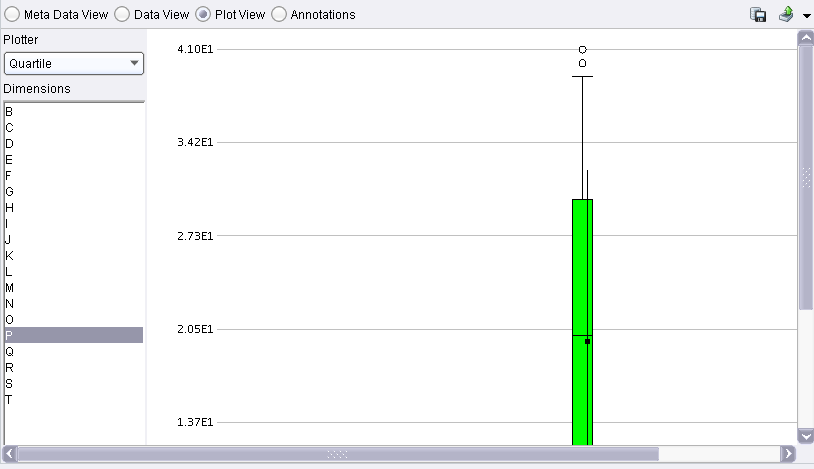 Meta Data View Data View Plot View Annotations
Plotter
Quartile
Dimensions
B
C
D
E
F
G
H
I
J
K
L
M
N
O
P
Q
R
S
T
4.10E1
3.42E1
2.73E1
2.05E1
1.37E1